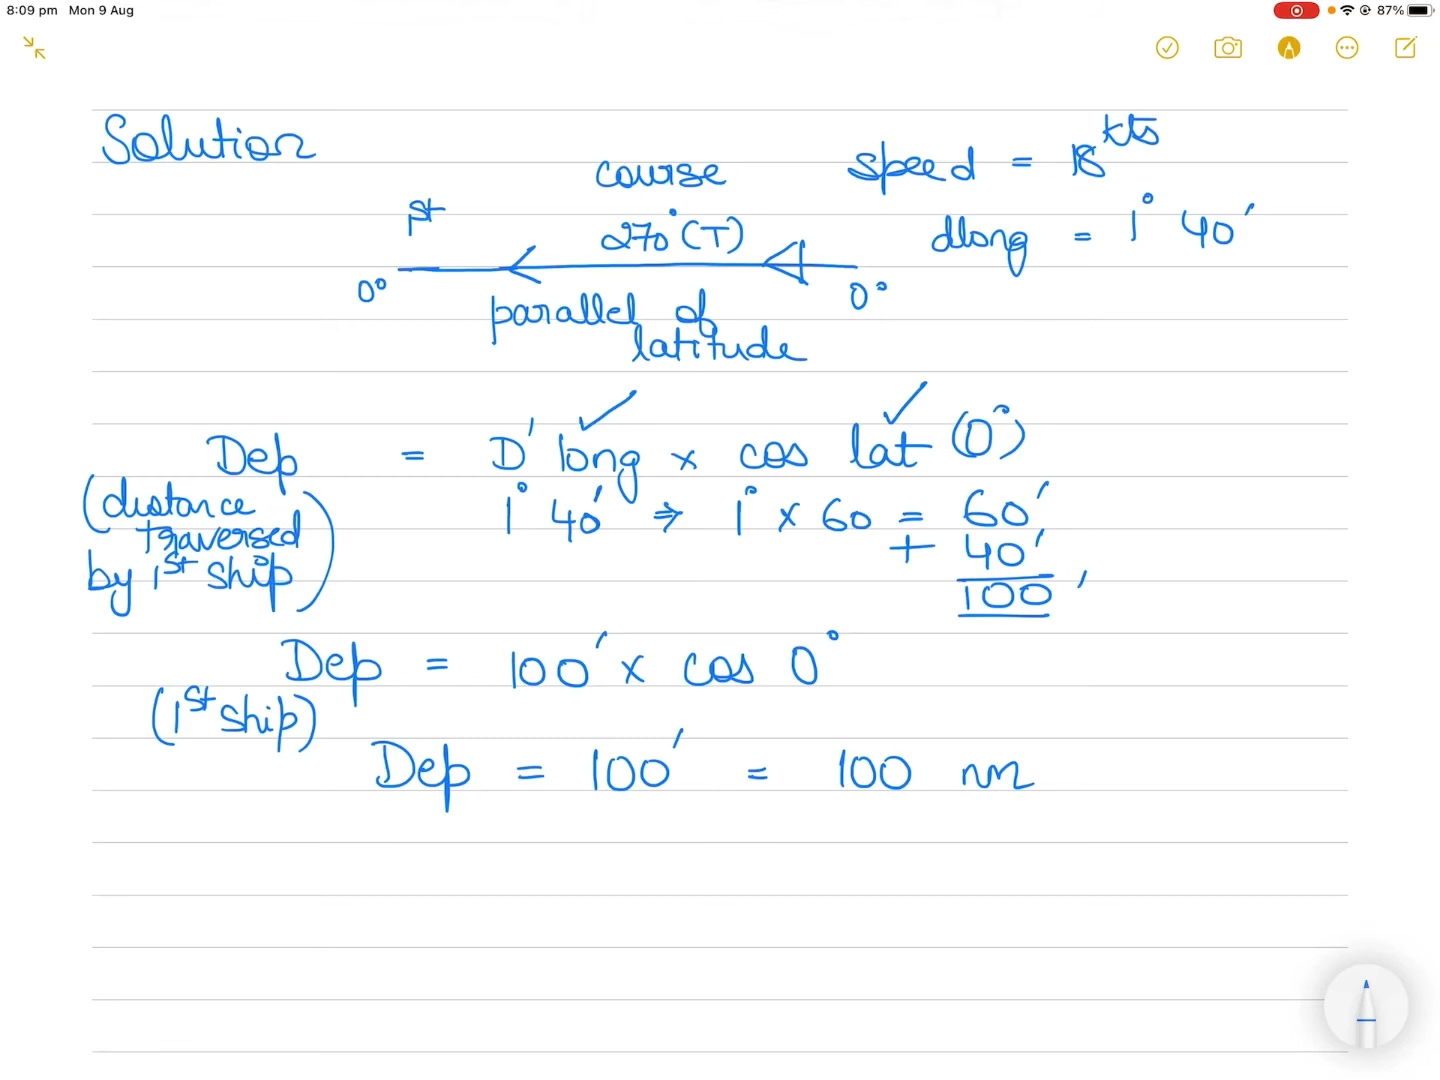 8:09 pm Mon 9 Aug
87%
Solution
course
speed = 18 kts
1st
270°(T)
dlong = 1° 40'
0°
0°
parallel of
latitude
Dep = D'long × cos lat (0°)
(distance
traversed
by 1st ship)
1° 40' ⇒ 1° × 60 = 60'
+ 40'
100'
Dep = 100' × cos 0°
(1st ship)
Dep = 100' = 100 nm